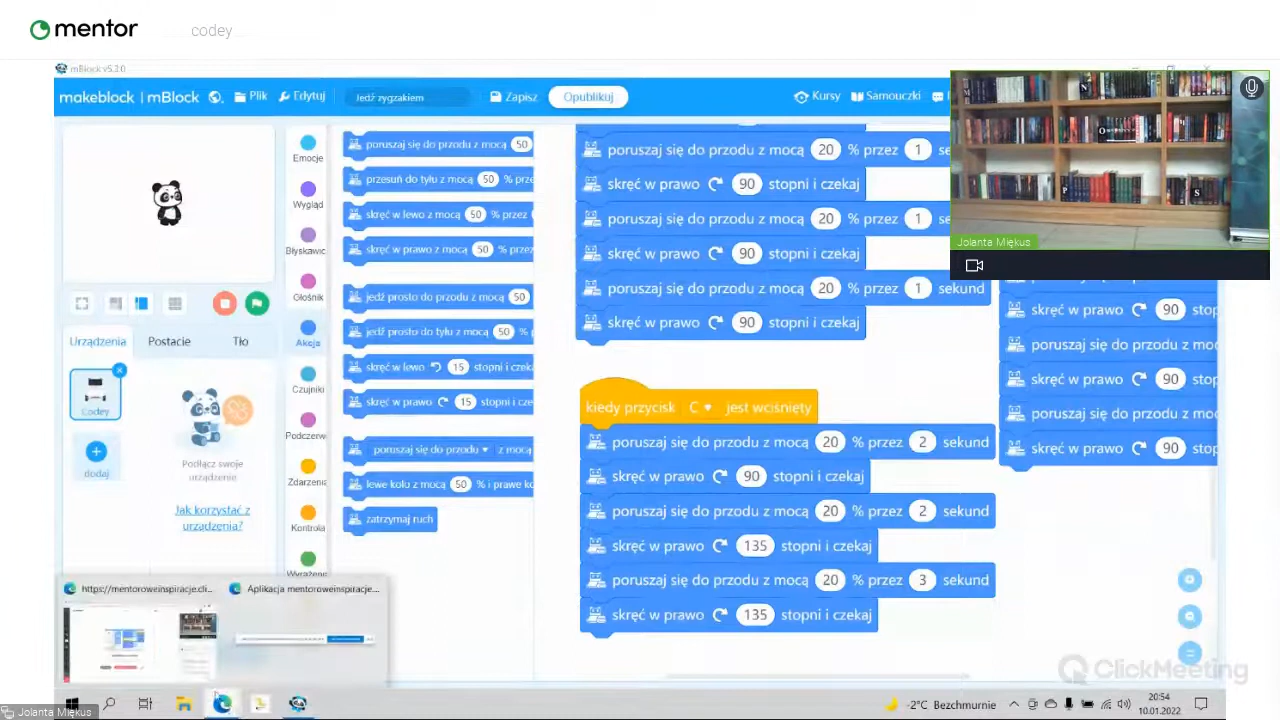 mentor
codey
mBlock v5.3.0
makeblock | mBlock
Plik
Edytuj
Jedź zygzakiem
Zapisz
Opublikuj
Kursy
Samouczki
Emocje
Wygląd
Błyskawic
Głośnik
Akcja
Czujniki
Podczerw
Zdarzenia
Kontrola
Wyrażenia
Urządzenia
Postacie
Tło
Codey
dodaj
Podłącz swoje
urządzenie
Jak korzystać z
urządzenia?
poruszaj się do przodu z mocą 50
przesuń do tyłu z mocą 50 % prze
skręć w lewo z mocą 50 % przez
skręć w prawo z mocą 50 % przez
jedź prosto do przodu z mocą 50
jedź prosto do tyłu z mocą 50 %
skręć w lewo 15 stopni i czeka
skręć w prawo 15 stopni i cze
poruszaj się do przodu z mocą
lewe koło z mocą 50 % i prawe ko
zatrzymaj ruch
poruszaj się do przodu z mocą 20 % przez 1 se
skręć w prawo 90 stopni i czekaj
poruszaj się do przodu z mocą 20 % przez 1 se
skręć w prawo 90 stopni i czekaj
poruszaj się do przodu z mocą 20 % przez 1 sekund
skręć w prawo 90 stopni i czekaj
kiedy przycisk C jest wciśnięty
poruszaj się do przodu z mocą 20 % przez 2 sekund
skręć w prawo 90 stopni i czekaj
poruszaj się do przodu z mocą 20 % przez 2 sekund
skręć w prawo 135 stopni i czekaj
poruszaj się do przodu z mocą 20 % przez 3 sekund
skręć w prawo 135 stopni i czekaj
skręć w prawo 90 stop
poruszaj się do przodu z moc
skręć w prawo 90 stop
poruszaj się do przodu z moc
skręć w prawo 90 stop
Jolanta Miękus
https://mentoroweinspiracje.cli...
Aplikacja mentoroweinspiracje...
ClickMeeting
-2°C Bezchmurnie
20:54
10.01.2022
Jolanta Miękus